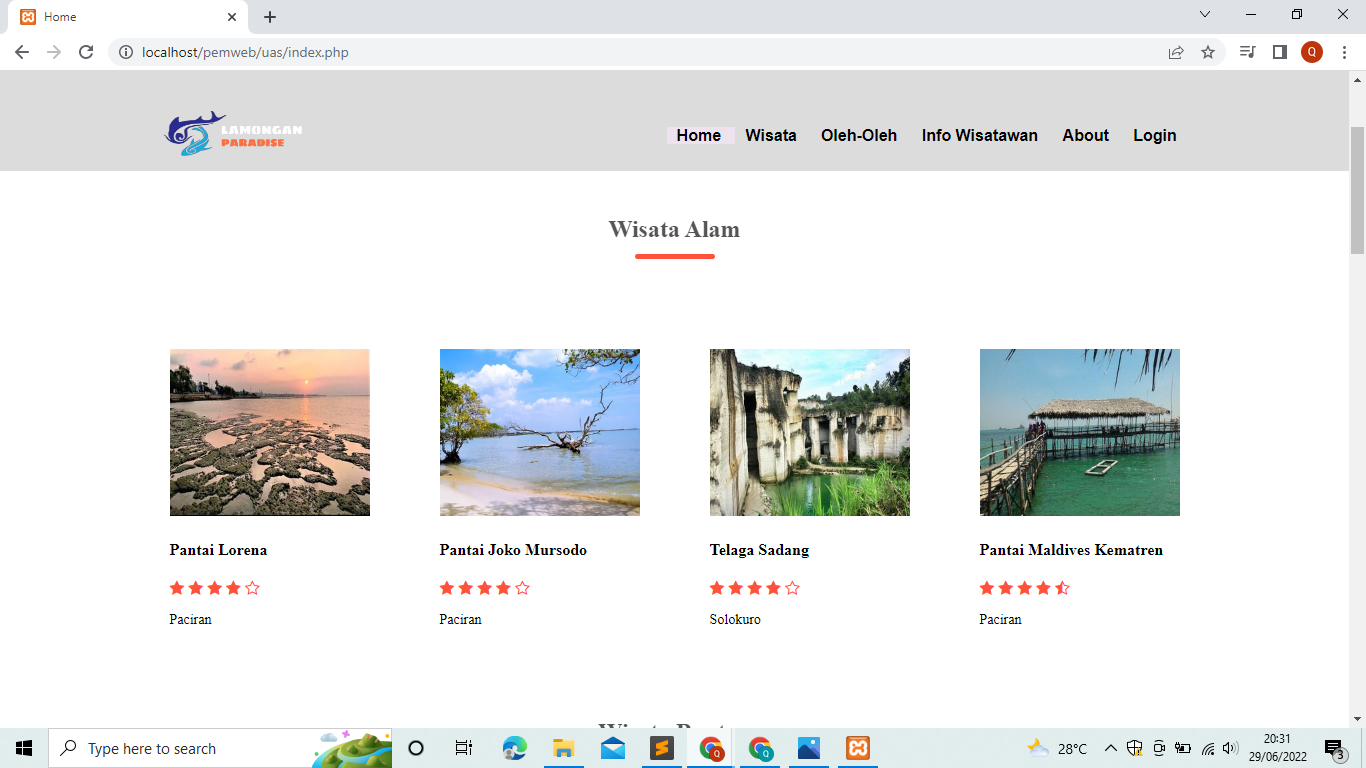 Home
localhost/pemweb/uas/index.php
Q
LAMONGAN
PARADISE
Home Wisata Oleh-Oleh Info Wisatawan About Login
Wisata Alam
Pantai Lorena
Paciran
Pantai Joko Mursodo
Paciran
Telaga Sadang
Solokuro
Pantai Maldives Kematren
Paciran
Wisata
Type here to search
Q
Q
28°C
20:31
29/06/2022
3